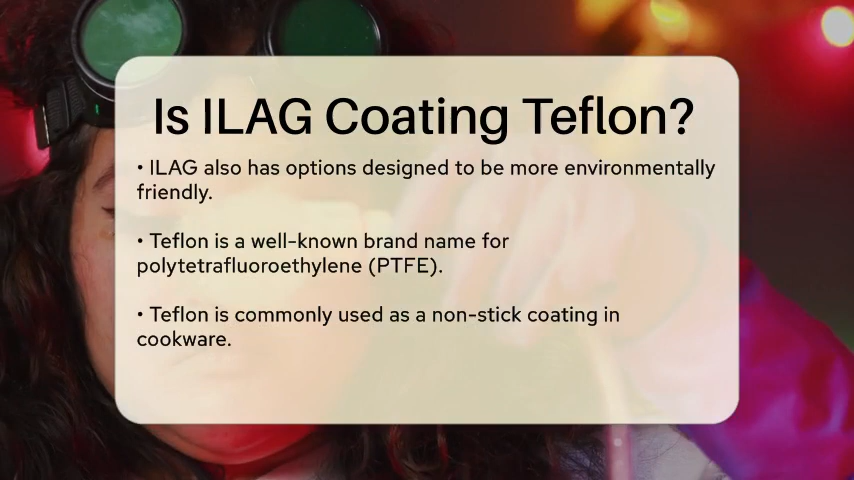 Is ILAG Coating Teflon?
• ILAG also has options designed to be more environmentally
friendly.
• Teflon is a well-known brand name for
polytetrafluoroethylene (PTFE).
• Teflon is commonly used as a non-stick coating in
cookware.